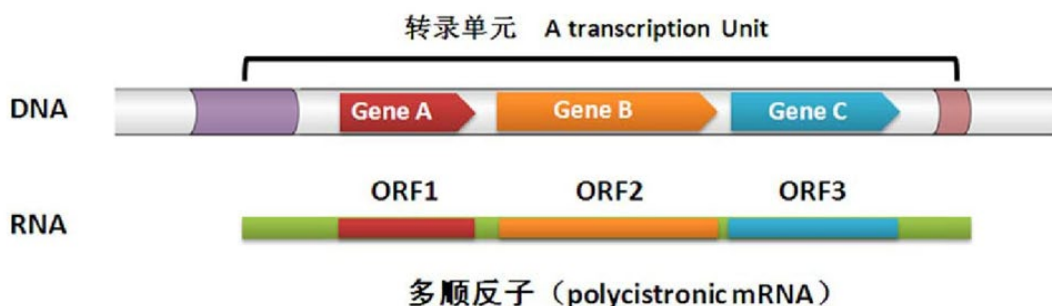 转录单元 A transcription Unit
DNA
Gene A
Gene B
Gene C
ORF1
ORF2
ORF3
RNA
多顺反子（polycistronic mRNA）